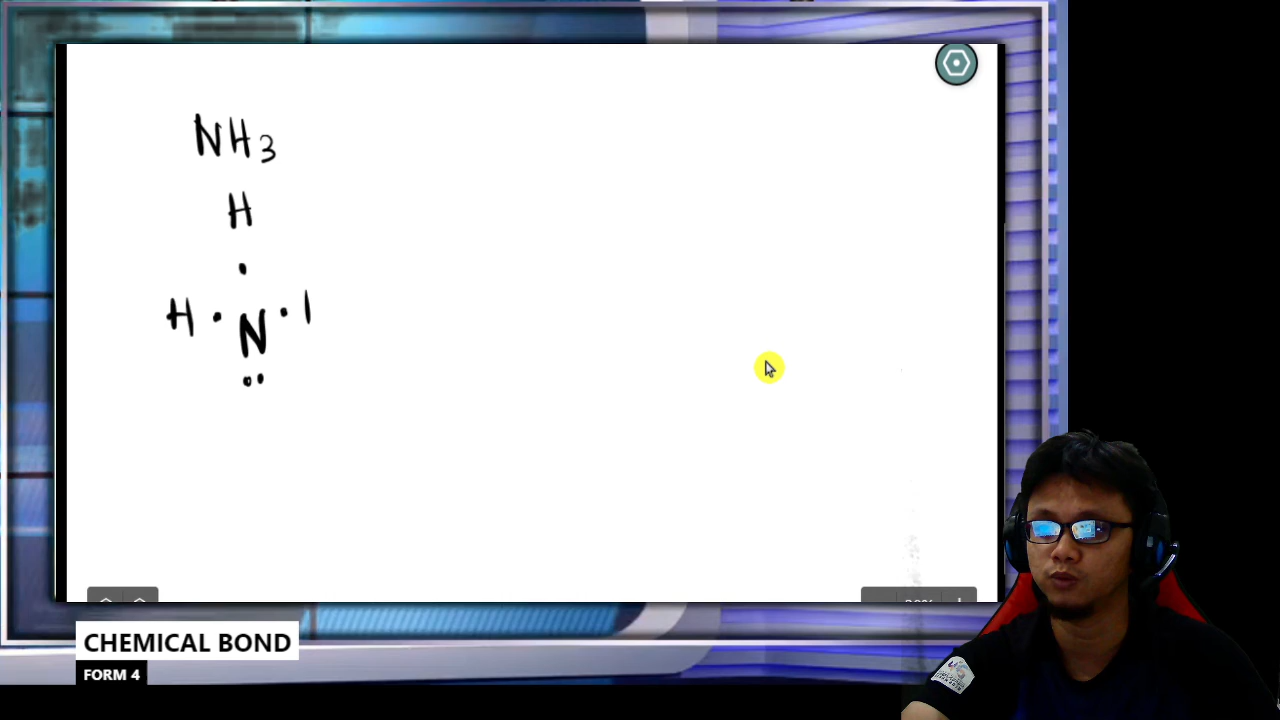 NH3
H
H · N · I
··
CHEMICAL BOND
FORM 4